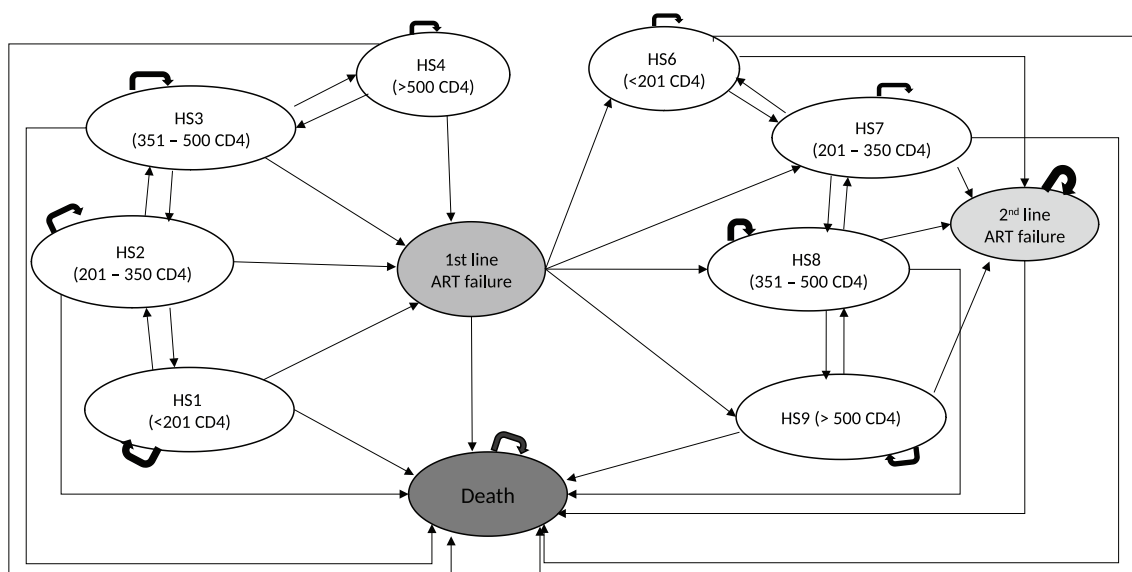 HS4
(>500 CD4)
HS6
(<201 CD4)
HS3
(351 – 500 CD4)
HS7
(201 – 350 CD4)
HS2
(201 – 350 CD4)
1st line
ART failure
HS8
(351 – 500 CD4)
2nd line
ART failure
HS1
(<201 CD4)
HS9 (> 500 CD4)
Death